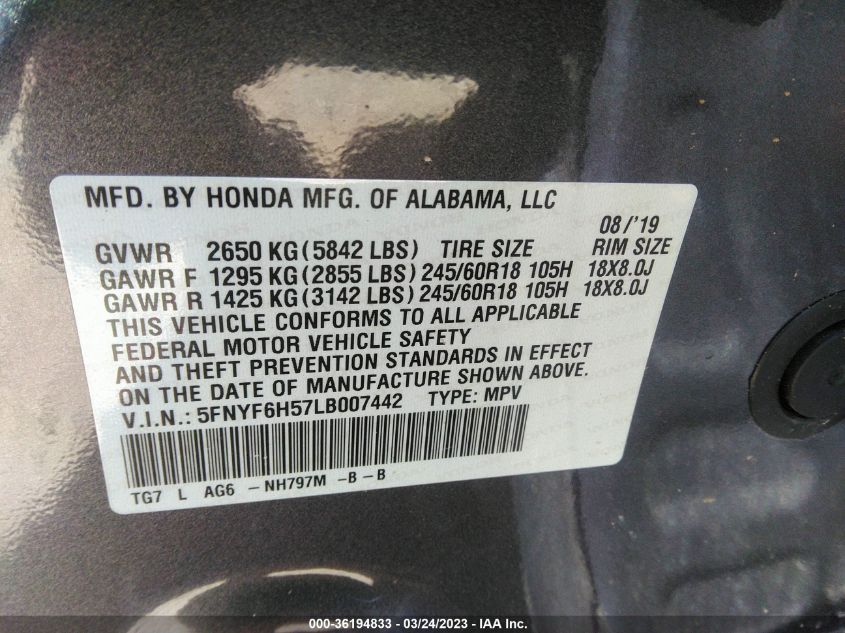 MFD. BY HONDA MFG. OF ALABAMA, LLC
08/'19
GVWR 2650 KG (5842 LBS) TIRE SIZE RIM SIZE
GAWR F 1295 KG (2855 LBS) 245/60R18 105H 18X8.0J
GAWR R 1425 KG (3142 LBS) 245/60R18 105H 18X8.0J
THIS VEHICLE CONFORMS TO ALL APPLICABLE
FEDERAL MOTOR VEHICLE SAFETY
AND THEFT PREVENTION STANDARDS IN EFFECT
ON THE DATE OF MANUFACTURE SHOWN ABOVE.
V.I.N.: 5FNYF6H57LB007442 TYPE: MPV
TG7 L AG6 - NH797M - B - B
000-36194833 - 03/24/2023 - IAA Inc.